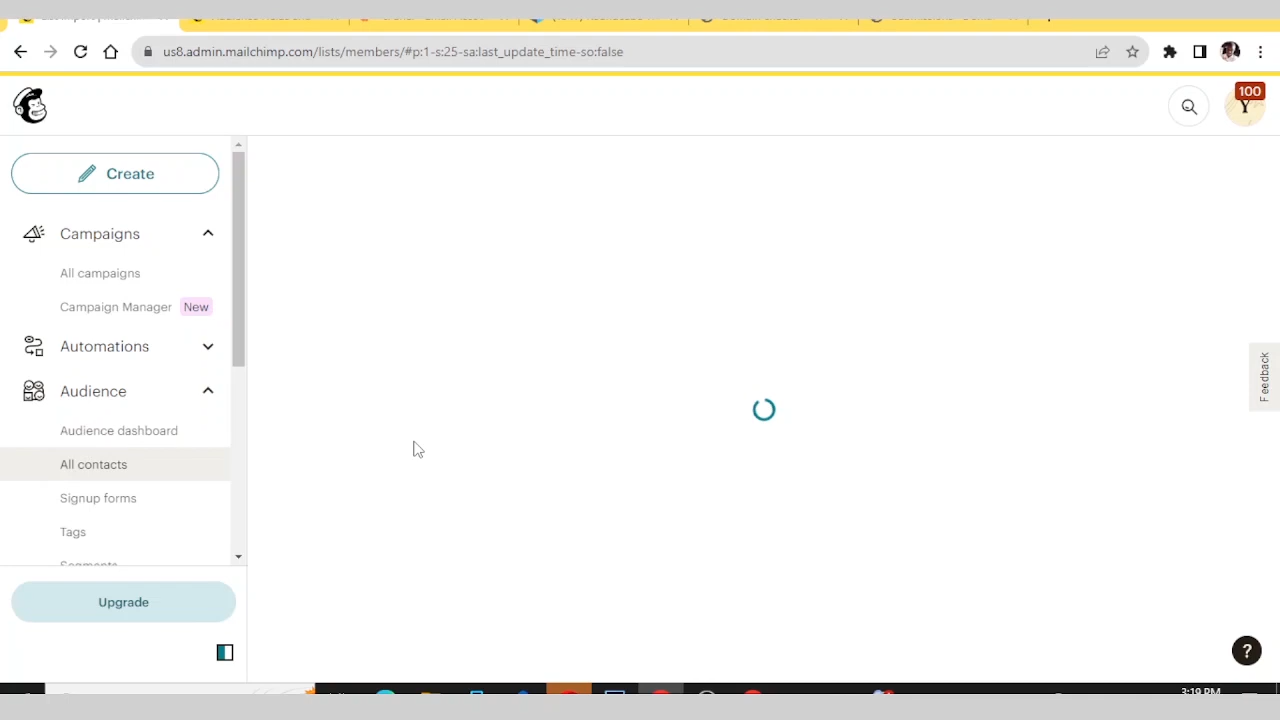 us8.admin.mailchimp.com/lists/members/#p:1-s:25-sa:last_update_time-so:false
100
Y
Create
Campaigns
All campaigns
Campaign Manager New
Automations
Audience
Audience dashboard
All contacts
Signup forms
Tags
Segments
Upgrade
Feedback
?
3:19 PM